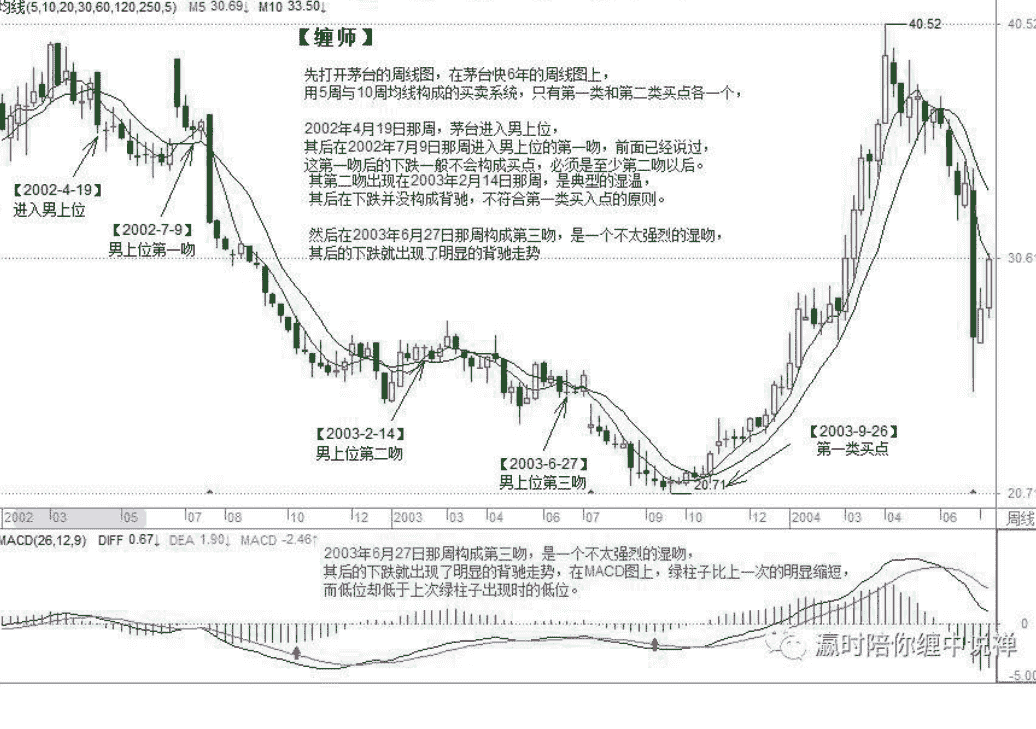 均线(5,10,20,30,60,120,250,5) M5 30.69↓ M10 33.50↓
【缠师】
40.52
40.52
先打开茅台的周线图，在茅台快6年的周线图上，
用5周与10周均线构成的买卖系统，只有第一类和第二类买点各一个，
2002年4月19日那周，茅台进入男上位，
其后在2002年7月9日那周进入男上位的第一吻，前面已经说过，
这第一吻后的下跌一般不会构成买点，必须是至少第二吻以后。
其第二吻出现在2003年2月14日那周，是典型的湿温，
其后在下跌并没构成背驰，不符合第一类买入点的原则。
然后在2003年6月27日那周构成第三吻，是一个不太强烈的湿吻，
其后的下跌就出现了明显的背驰走势
【2002-4-19】
进入男上位
【2002-7-9】
男上位第一吻
30.61
【2003-2-14】
男上位第二吻
【2003-6-27】
男上位第三吻
【2003-9-26】
第一类买点
20.71
20.71
2002 03 05 07 08 10 12 2003 03 04 06 07 09 10 12 2004 03 04 06 周线
MACD(26,12,9) DIFF 0.67↓ DEA 1.90↓ MACD -2.46↑
2003年6月27日那周构成第三吻，是一个不太强烈的湿吻，
其后的下跌就出现了明显的背驰走势，在MACD图上，绿柱子比上一次的明显缩短，
而低位却低于上次绿柱子出现时的低位。
0
瀛时陪你缠中说禅
-5.00